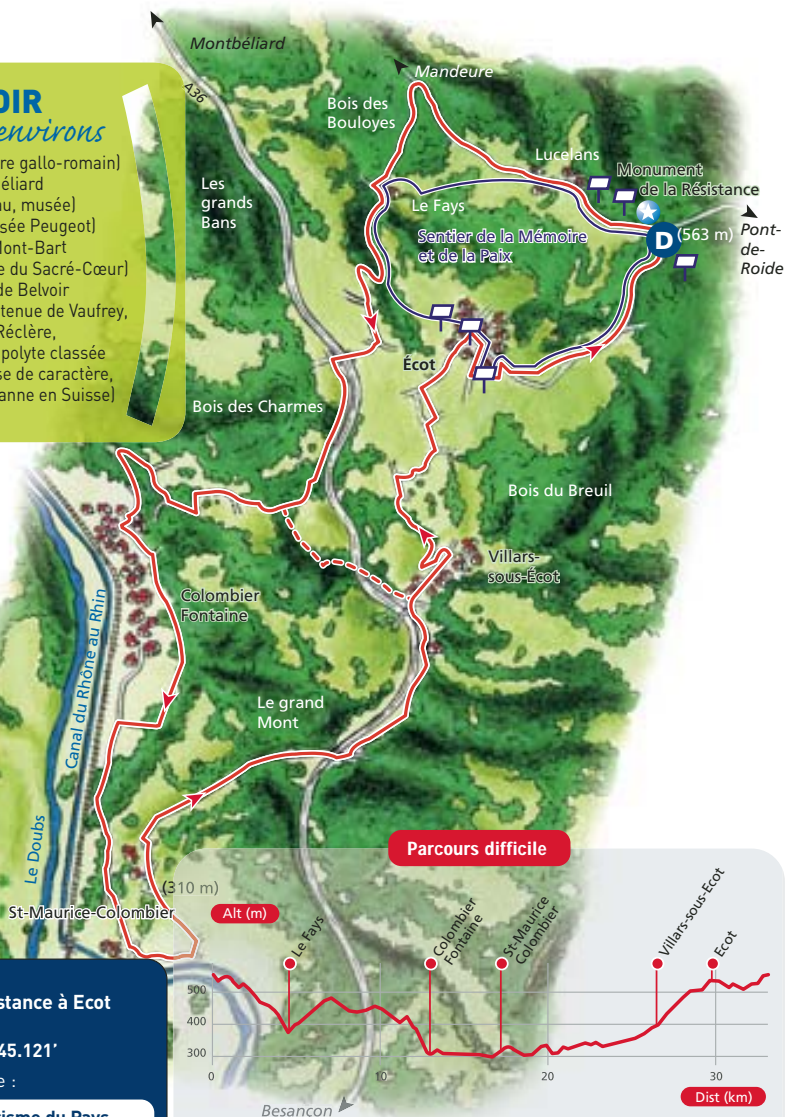 Montbéliard
A36
Mandeure
Bois des
Bouloyes
Lucelans
Monument
de la Résistance
D
(563 m)
Pont-
de-
Roide
Les
grands
Bans
Le Fays
Sentier de la Mémoire
et de la Paix
OIR
environs
re gallo-romain)
éliard
au, musée)
sée Peugeot)
Mont-Bart
e du Sacré-Cœur)
de Belvoir
tenue de Vaufrey,
Réclère,
polyte classée
se de caractère,
anne en Suisse)
Écot
Bois des Charmes
Bois du Breuil
Villars-
sous-Écot
Colombier
Fontaine
Canal du Rhône au Rhin
Le grand
Mont
Le Doubs
(310 m)
St-Maurice-Colombier
Parcours difficile
Alt (m)
Le Fays
Colombier
Fontaine
St-Maurice
Colombier
Villars-sous-Ecot
Ecot
500
400
300
0
10
20
30
Dist (km)
Besancon
stance à Ecot
45.121’
e :
risme du Pays